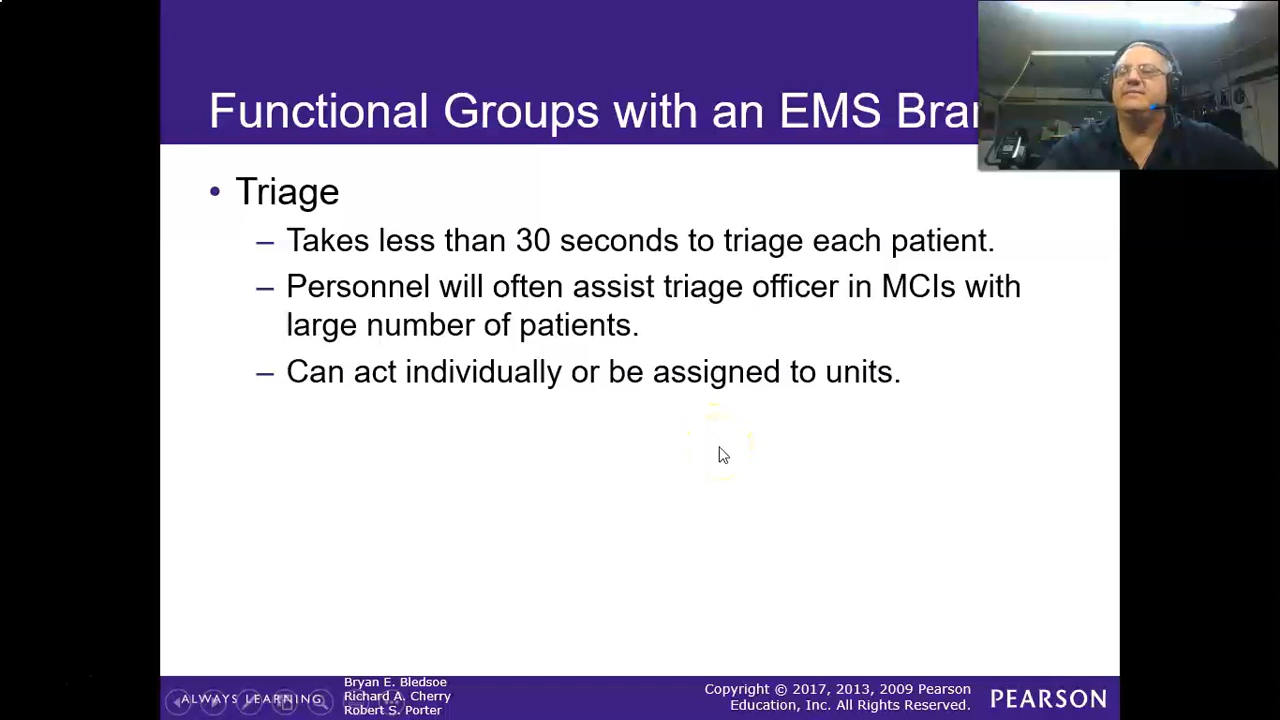 Functional Groups with an EMS Bran
• Triage
– Takes less than 30 seconds to triage each patient.
– Personnel will often assist triage officer in MCIs with
large number of patients.
– Can act individually or be assigned to units.
ALWAYS LEARNING
Bryan E. Bledsoe
Richard A. Cherry
Robert S. Porter
Copyright © 2017, 2013, 2009 Pearson
Education, Inc. All Rights Reserved.
PEARSON